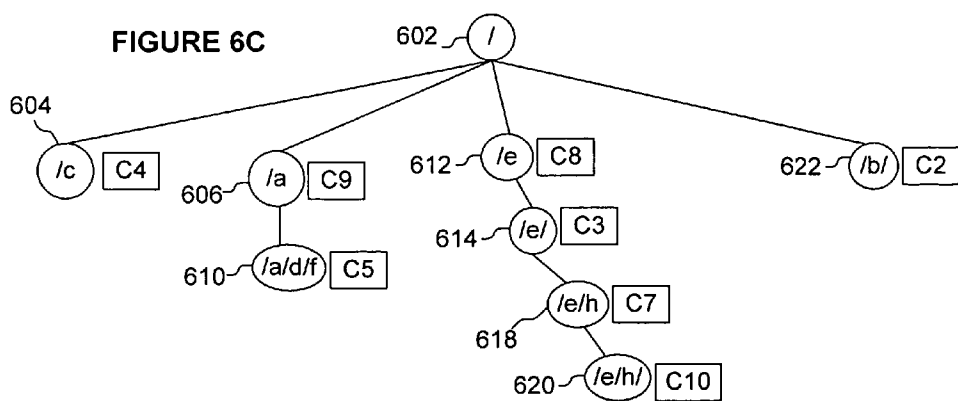 FIGURE 6C
602 /
604
/c C4
606 /a C9
612 /e C8
622 /b/ C2
614 /e/ C3
610 /a/d/f C5
618 /e/h C7
620 /e/h/ C10